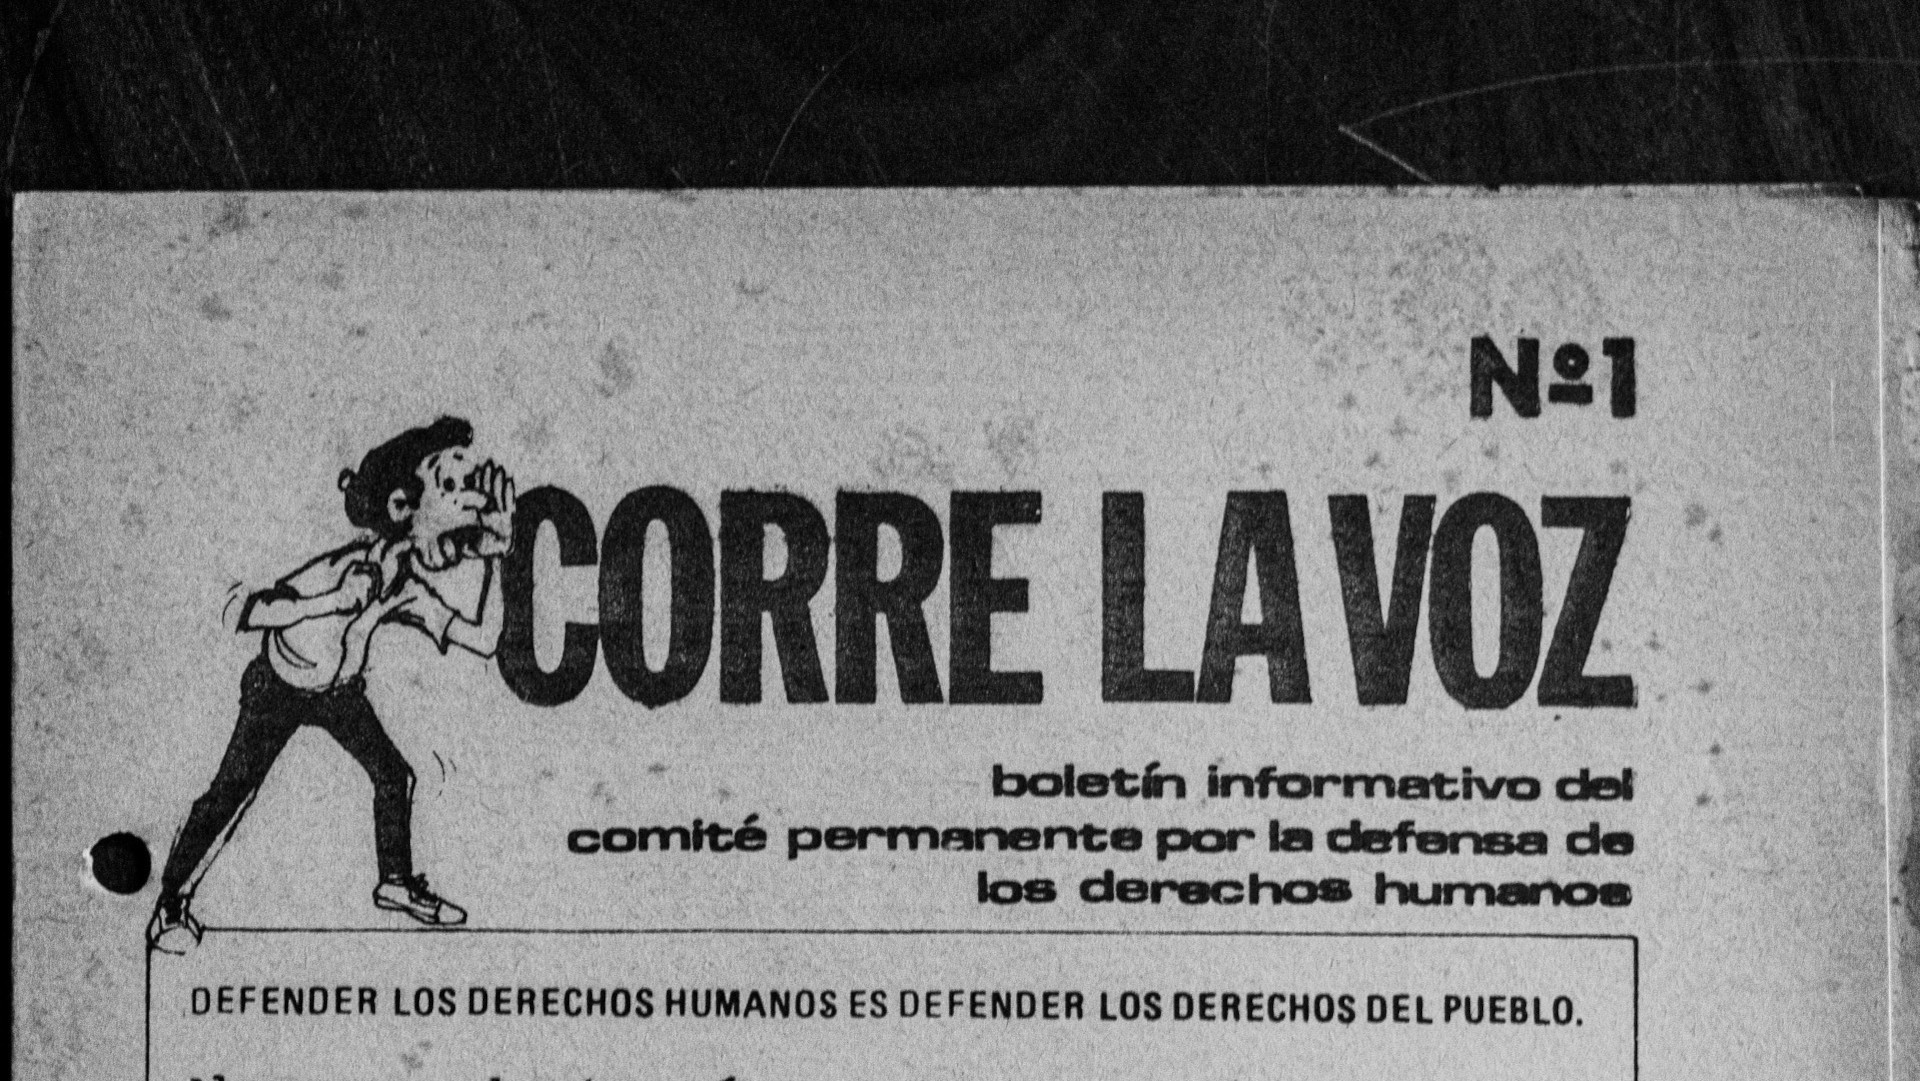 Nº1
CORRE LA VOZ
boletín informativo del
comité permanente por la defensa de
los derechos humanos
DEFENDER LOS DERECHOS HUMANOS ES DEFENDER LOS DERECHOS DEL PUEBLO.